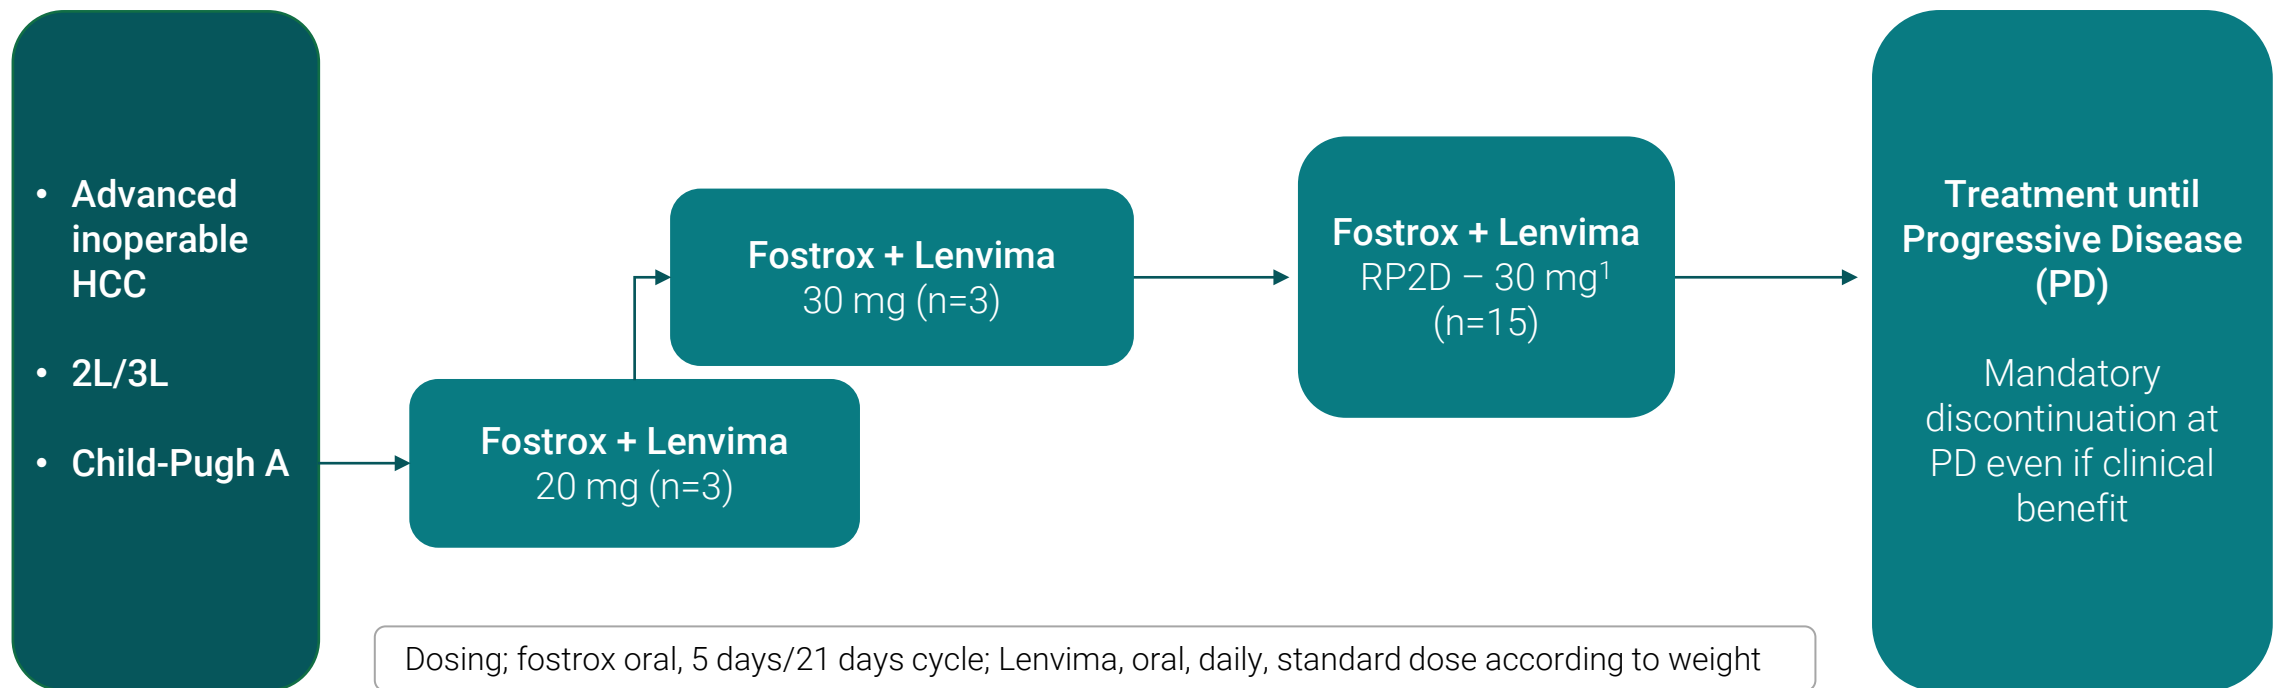 • Advanced
inoperable
HCC
• 2L/3L
• Child-Pugh A
Fostrox + Lenvima
20 mg (n=3)
Fostrox + Lenvima
30 mg (n=3)
Fostrox + Lenvima
RP2D – 30 mg¹
(n=15)
Treatment until
Progressive Disease
(PD)
Mandatory
discontinuation at
PD even if clinical
benefit
Dosing; fostrox oral, 5 days/21 days cycle; Lenvima, oral, daily, standard dose according to weight